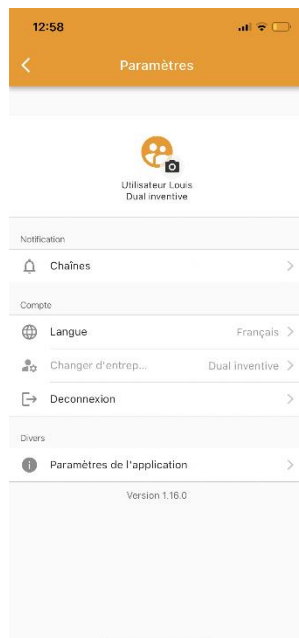 12:58
Paramètres
Utilisateur Louis
Dual inventive
Notification
Chaînes
Compte
Langue Français
Changer d'entrep... Dual inventive
Deconnexion
Divers
Paramètres de l'application
Version 1.16.0